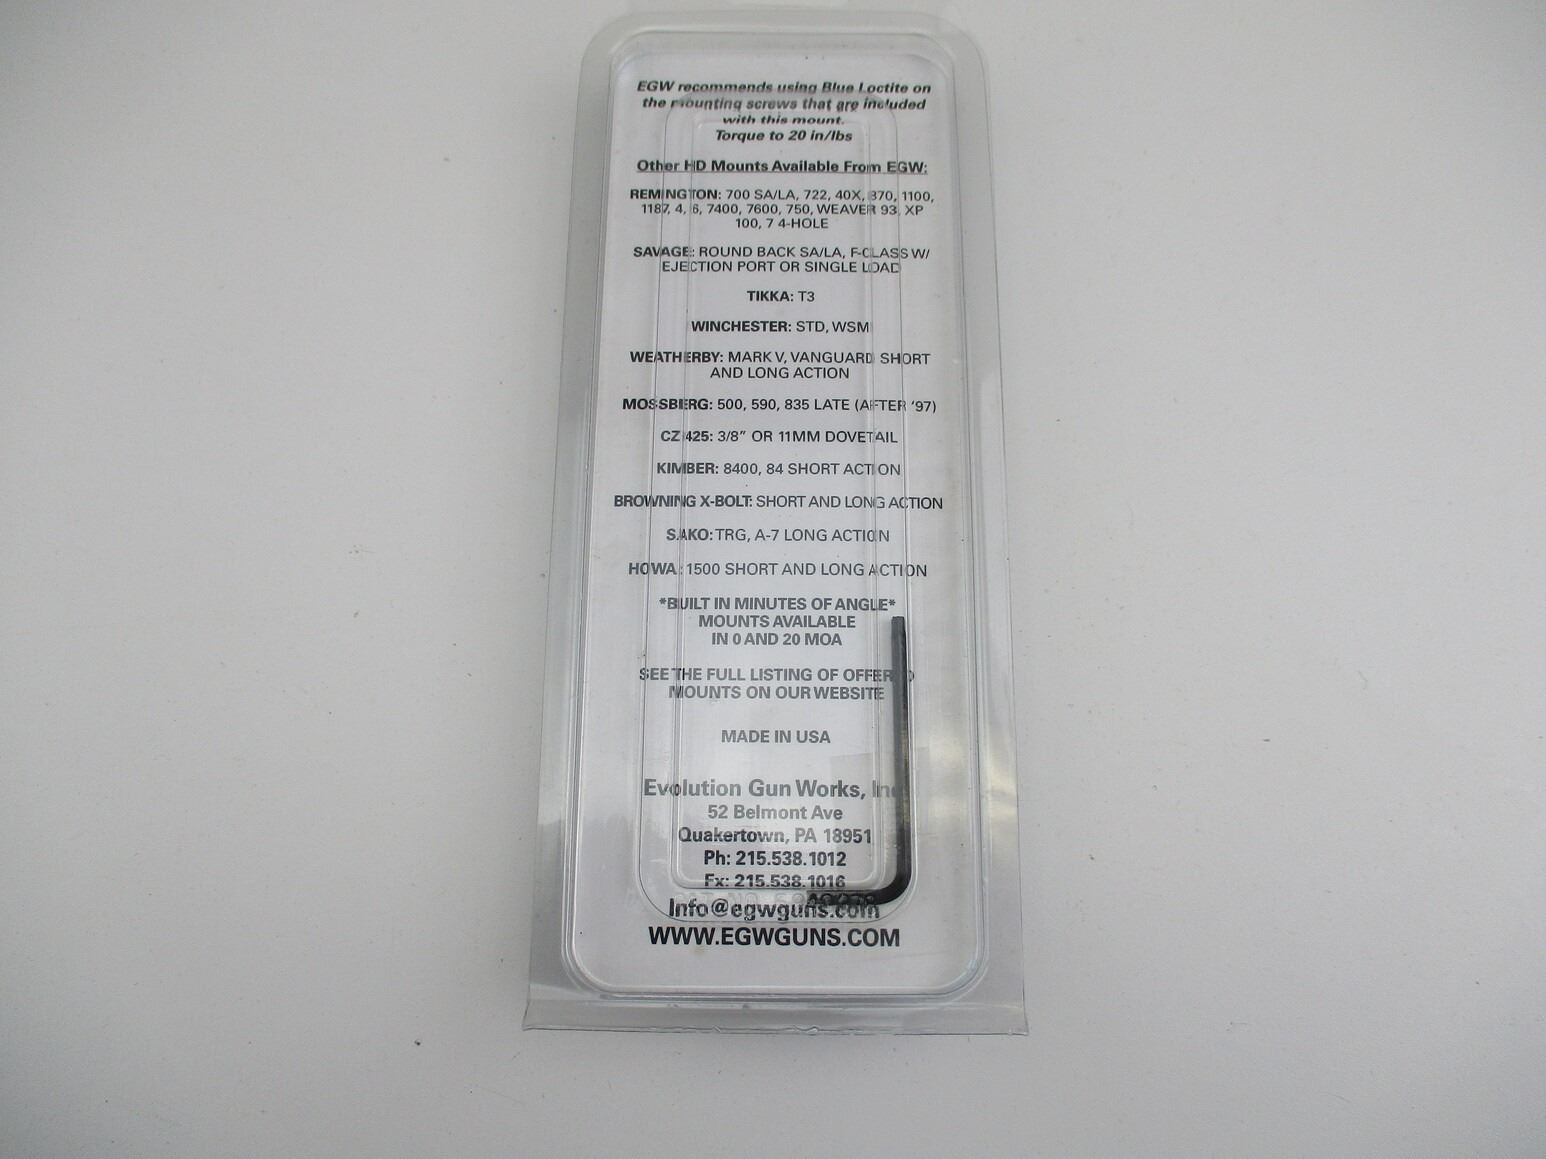 EGW recommends using Blue Loctite on
the mounting screws that are included
with this mount.
Torque to 20 in/lbs
Other HD Mounts Available From EGW:
REMINGTON: 700 SA/LA, 722, 40X, 870, 1100,
1187, 4, 6, 7400, 7600, 750, WEAVER 93, XP
100, 7 4-HOLE
SAVAGE: ROUND BACK SA/LA, F-CLASS W/
EJECTION PORT OR SINGLE LOAD
TIKKA: T3
WINCHESTER: STD, WSM
WEATHERBY: MARK V, VANGUARD SHORT
AND LONG ACTION
MOSSBERG: 500, 590, 835 LATE (AFTER '97)
CZ 425: 3/8" OR 11MM DOVETAIL
KIMBER: 8400, 84 SHORT ACTION
BROWNING X-BOLT: SHORT AND LONG ACTION
SAKO: TRG, A-7 LONG ACTION
HOWA: 1500 SHORT AND LONG ACTION
*BUILT IN MINUTES OF ANGLE*
MOUNTS AVAILABLE
IN 0 AND 20 MOA
SEE THE FULL LISTING OF OFFERED
MOUNTS ON OUR WEBSITE
MADE IN USA
Evolution Gun Works, Inc
52 Belmont Ave
Quakertown, PA 18951
Ph: 215.538.1012
Fx: 215.538.1016
Info@egwguns.com
WWW.EGWGUNS.COM